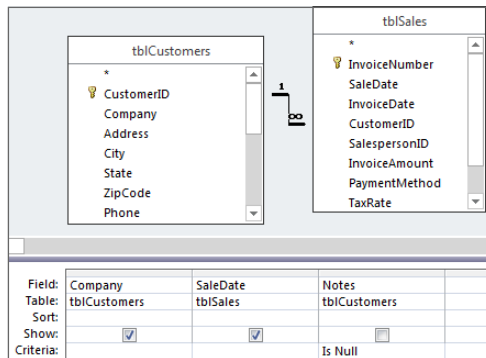 tblCustomers
*
CustomerID
Company
Address
City
State
ZipCode
Phone
1
∞
tblSales
*
InvoiceNumber
SaleDate
InvoiceDate
CustomerID
SalespersonID
InvoiceAmount
PaymentMethod
TaxRate
Field: Company SaleDate Notes
Table: tblCustomers tblSales tblCustomers
Sort:
Show:
Criteria: Is Null